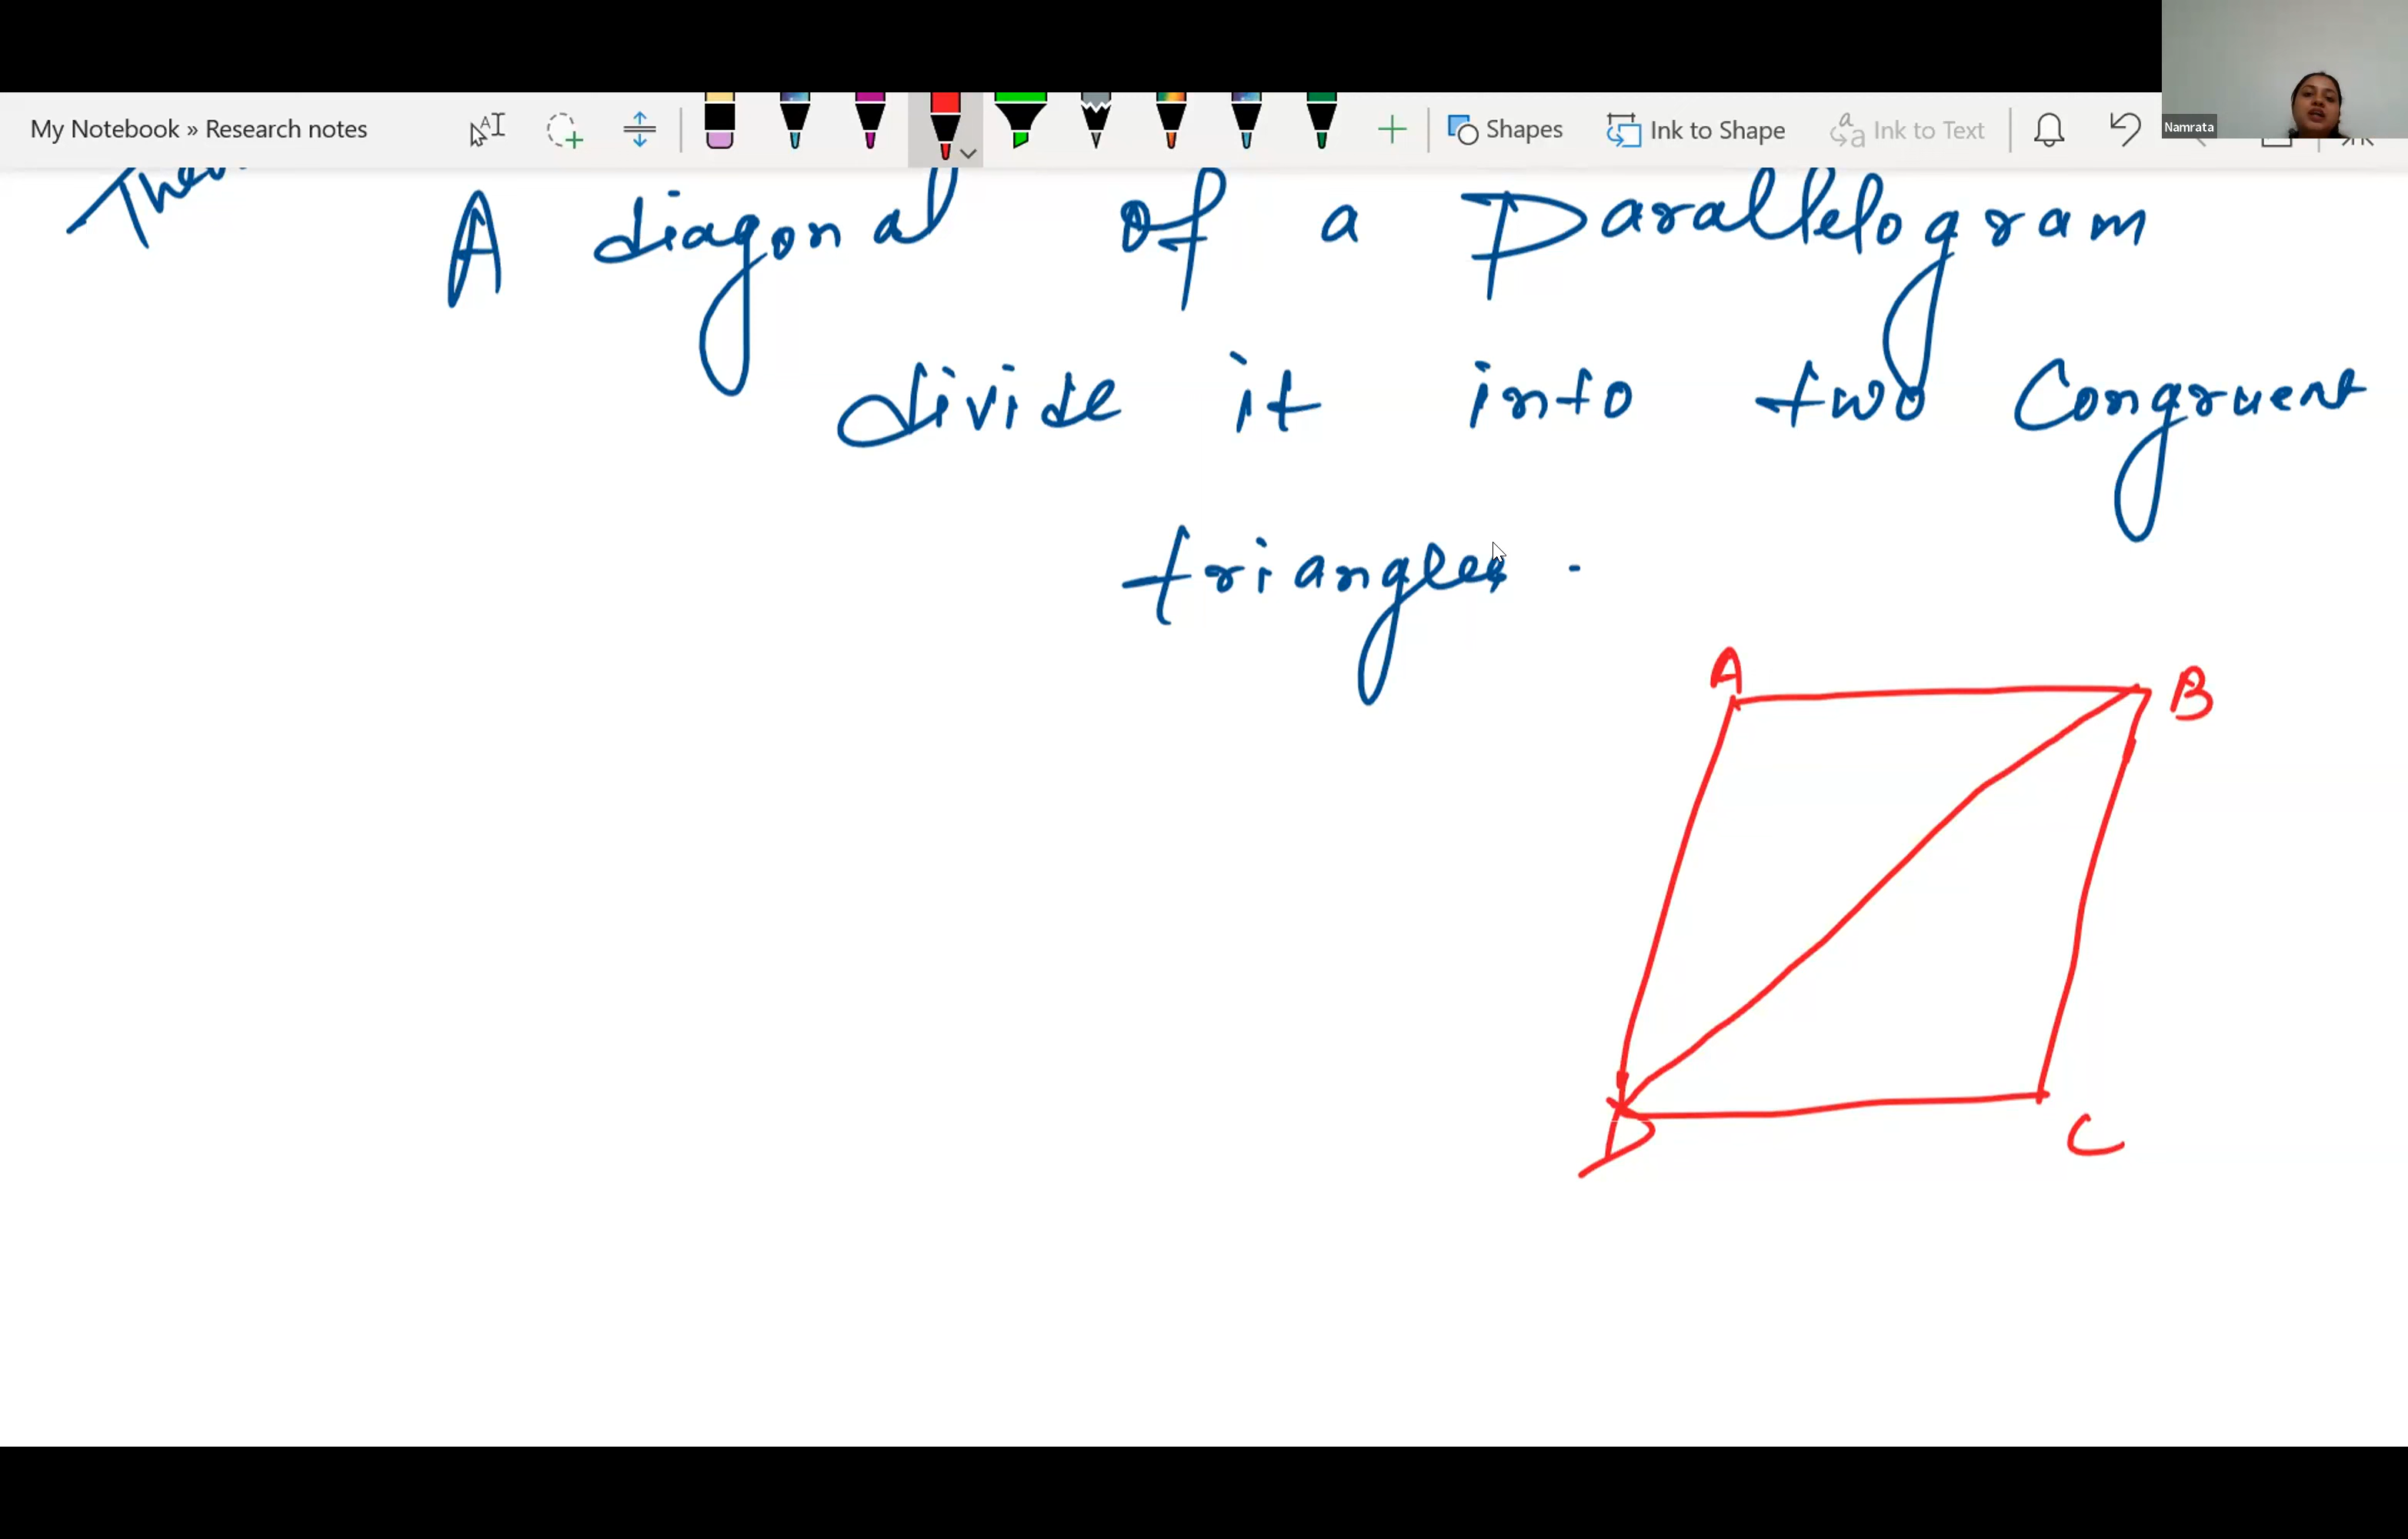 Namrata
My Notebook » Research notes
Shapes
Ink to Shape
Ink to Text
A diagonal of a Parallelogram
divide it into two Congruent
triangles.
A
B
D
C